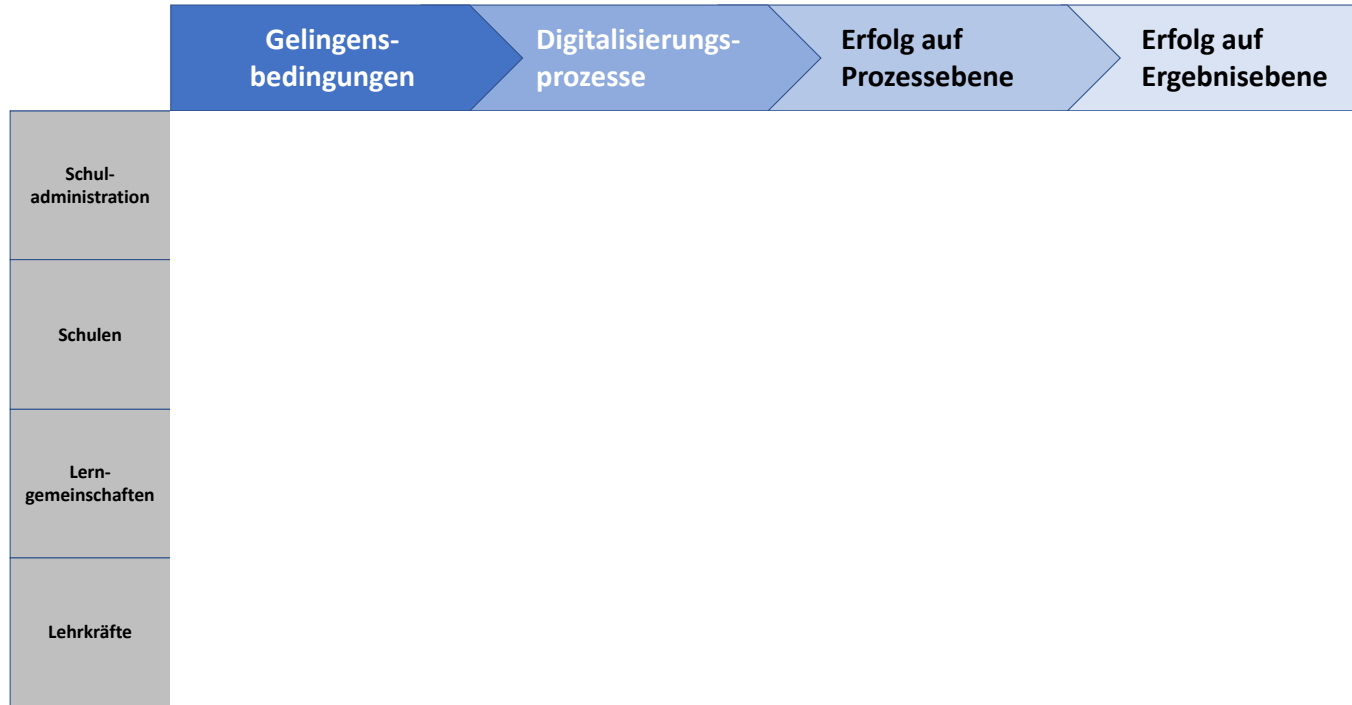 Gelingens-
bedingungen
Digitalisierungs-
prozesse
Erfolg auf
Prozessebene
Erfolg auf
Ergebnisebene
Schul-
administration
Schulen
Lern-
gemeinschaften
Lehrkräfte